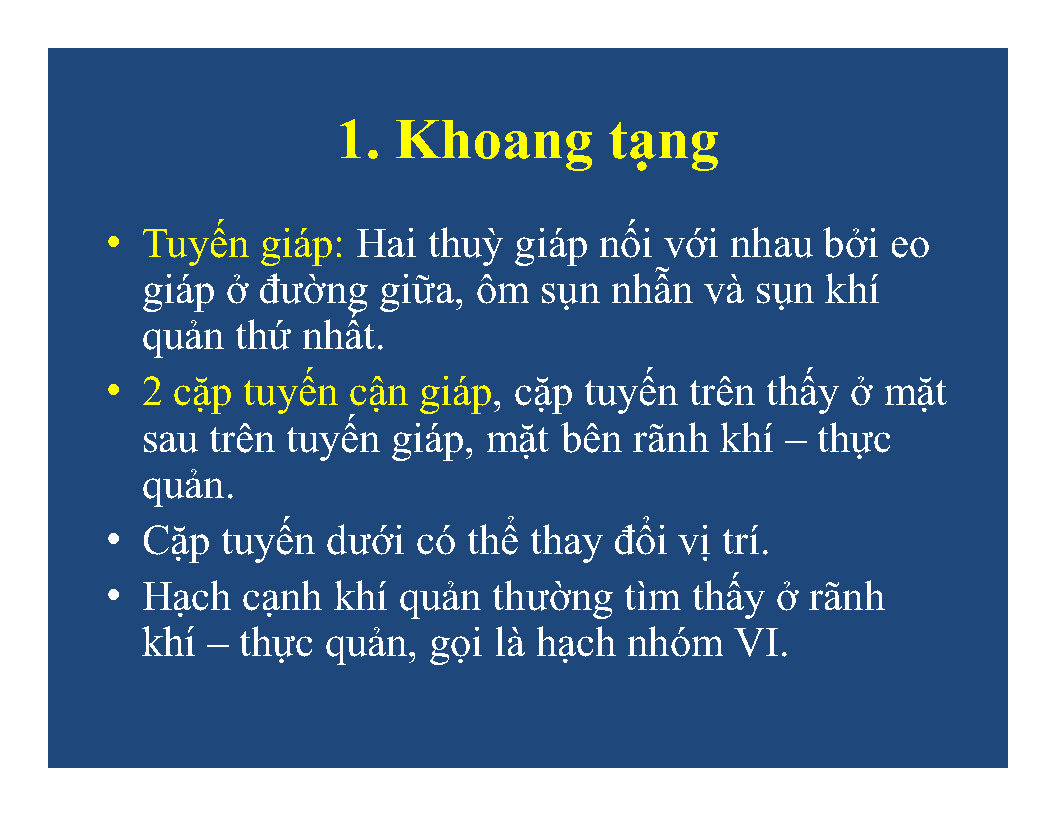 1. Khoang tạng
• Tuyến giáp: Hai thuỳ giáp nối với nhau bởi eo
giáp ở đường giữa, ôm sụn nhẫn và sụn khí
quản thứ nhất.
• 2 cặp tuyến cận giáp, cặp tuyến trên thấy ở mặt
sau trên tuyến giáp, mặt bên rãnh khí – thực
quản.
• Cặp tuyến dưới có thể thay đổi vị trí.
• Hạch cạnh khí quản thường tìm thấy ở rãnh
khí – thực quản, gọi là hạch nhóm VI.